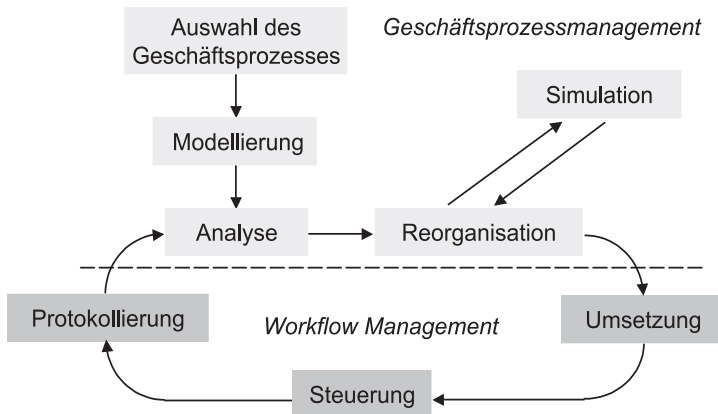 Auswahl des
Geschäftsprozesses
Geschäftsprozessmanagement
Simulation
Modellierung
Analyse
Reorganisation
Protokollierung
Workflow Management
Umsetzung
Steuerung